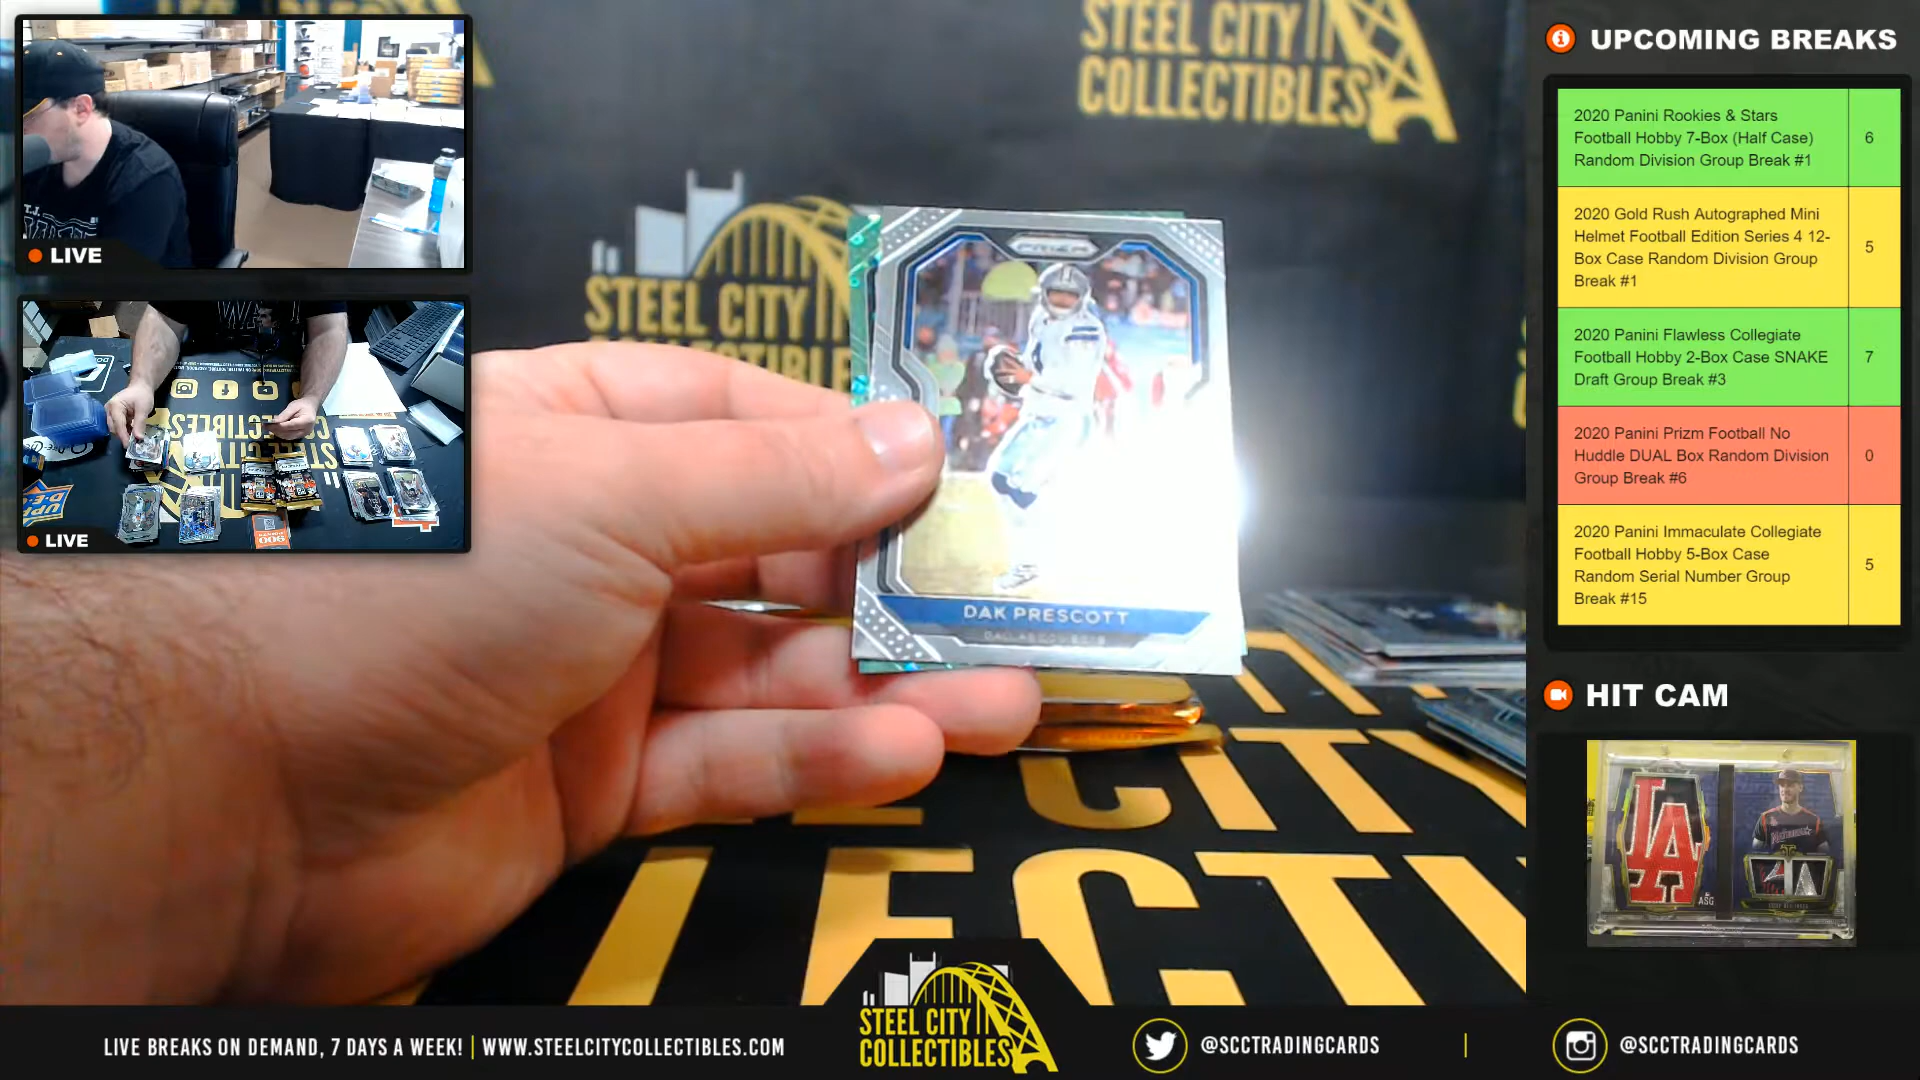 STEEL CITY
COLLECTIBLES
STEEL CITY
LIVE
LIVE
PRIZM
DAK PRESCOTT
UPCOMING BREAKS
2020 Panini Rookies & Stars
Football Hobby 7-Box (Half Case)
Random Division Group Break #1
6
2020 Gold Rush Autographed Mini
Helmet Football Edition Series 4 12-
Box Case Random Division Group
Break #1
5
2020 Panini Flawless Collegiate
Football Hobby 2-Box Case SNAKE
Draft Group Break #3
7
2020 Panini Prizm Football No
Huddle DUAL Box Random Division
Group Break #6
0
2020 Panini Immaculate Collegiate
Football Hobby 5-Box Case
Random Serial Number Group
Break #15
5
HIT CAM
LA
ASG
LIVE BREAKS ON DEMAND, 7 DAYS A WEEK! | WWW.STEELCITYCOLLECTIBLES.COM
STEEL CITY
COLLECTIBLES
@SCCTRADINGCARDS
@SCCTRADINGCARDS